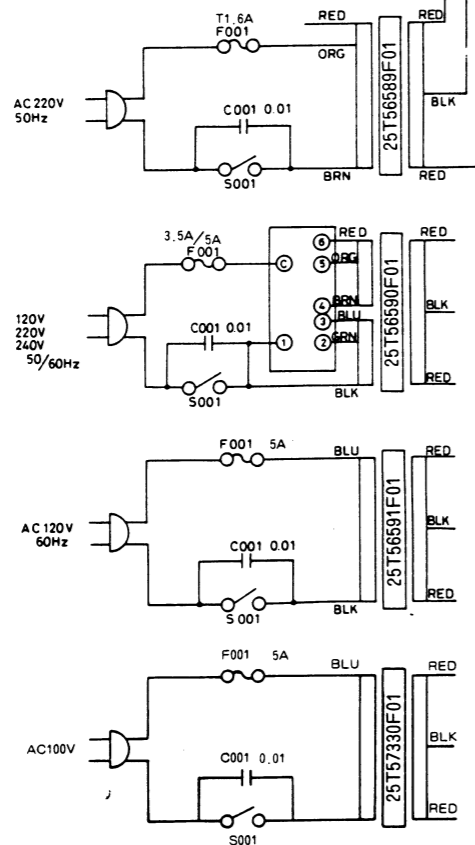 T1.6A
F001
RED
RED
ORG
AC 220V
50Hz
C001 0.01
S001
BRN
25T56589F01
BLK
RED
3.5A/5A
F001
C
6
RED
5
ORG
4
BRN
3
BLU
2
GRN
1
120V
220V
240V
50/60Hz
C001 0.01
S001
BLK
25T56590F01
RED
BLK
RED
F001 5A
BLU
AC 120V
60Hz
C001 0.01
S 001
BLK
25T56591F01
RED
BLK
RED
F001 5A
BLU
AC100V
C001 0.01
S001
25T57330F01
RED
BLK
RED